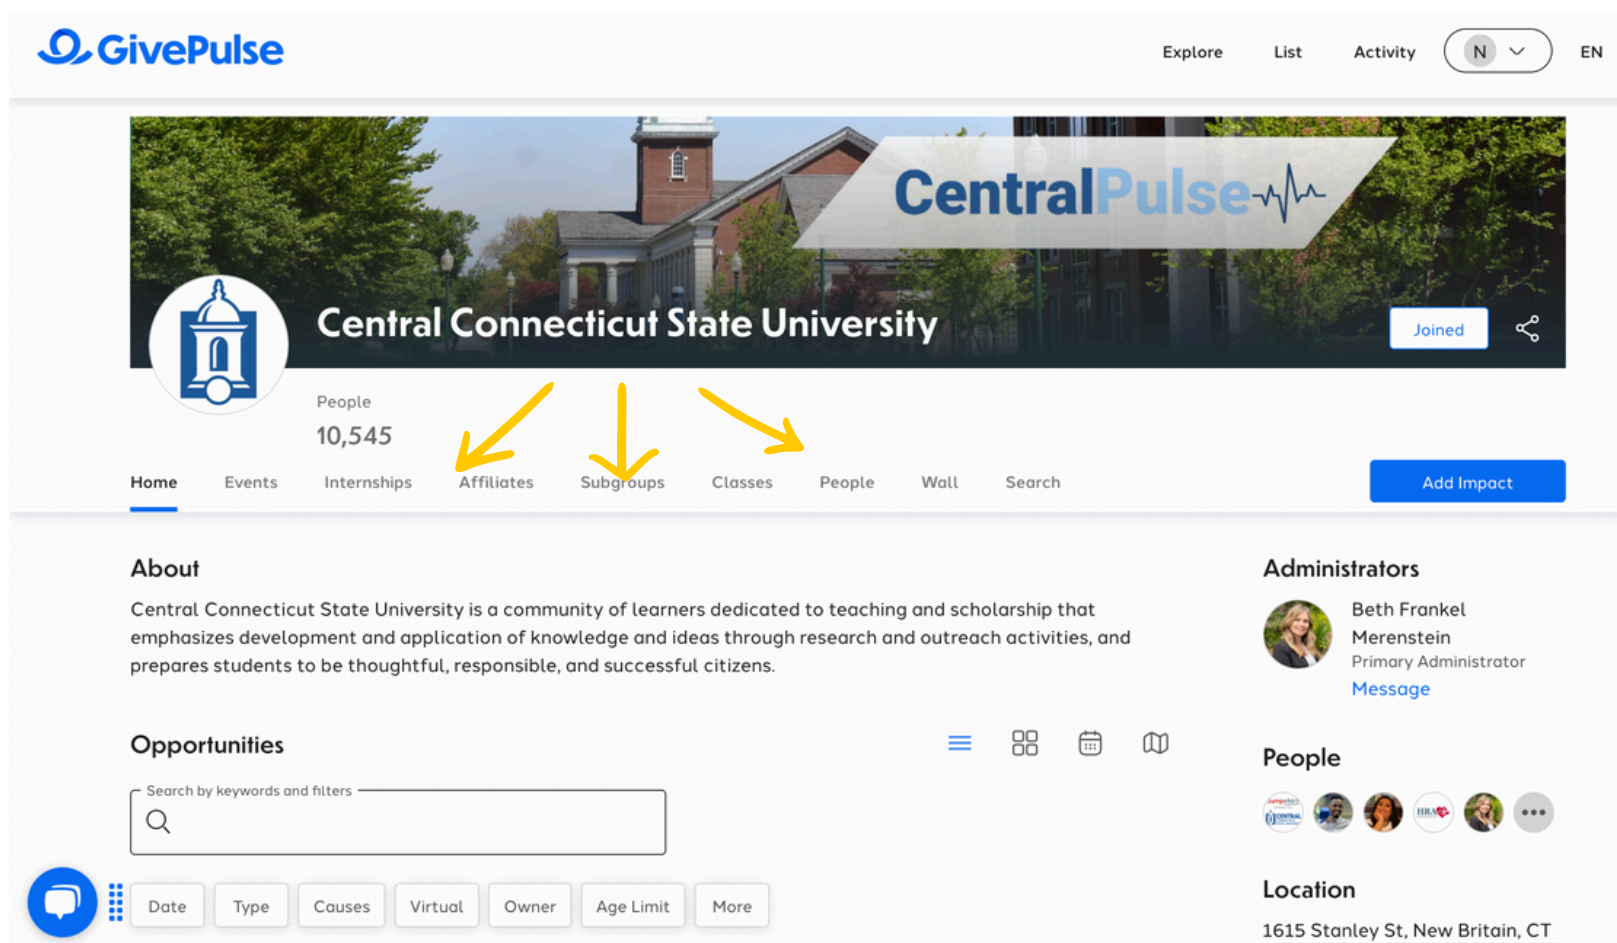 GivePulse
Explore
List
Activity
N
EN
CentralPulse
Central Connecticut State University
Joined
People
10,545
Home
Events
Internships
Affiliates
Subgroups
Classes
People
Wall
Search
Add Impact
About
Central Connecticut State University is a community of learners dedicated to teaching and scholarship that
emphasizes development and application of knowledge and ideas through research and outreach activities, and
prepares students to be thoughtful, responsible, and successful citizens.
Administrators
Beth Frankel
Merenstein
Primary Administrator
Message
Opportunities
Search by keywords and filters
Date
Type
Causes
Virtual
Owner
Age Limit
More
People
CENTRAL
HRA
Location
1615 Stanley St, New Britain, CT